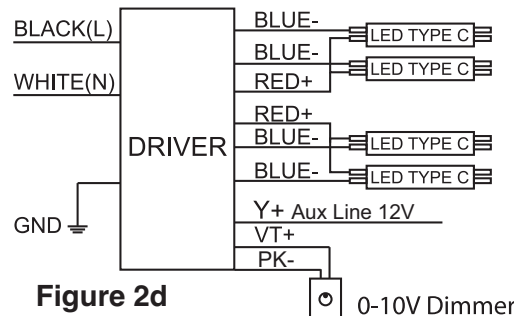 BLACK(L)
WHITE(N)
GND
DRIVER
BLUE-
BLUE-
RED+
RED+
BLUE-
BLUE-
Y+ Aux Line 12V
VT+
PK-
LED TYPE C
LED TYPE C
LED TYPE C
LED TYPE C
0-10V Dimmer
Figure 2d